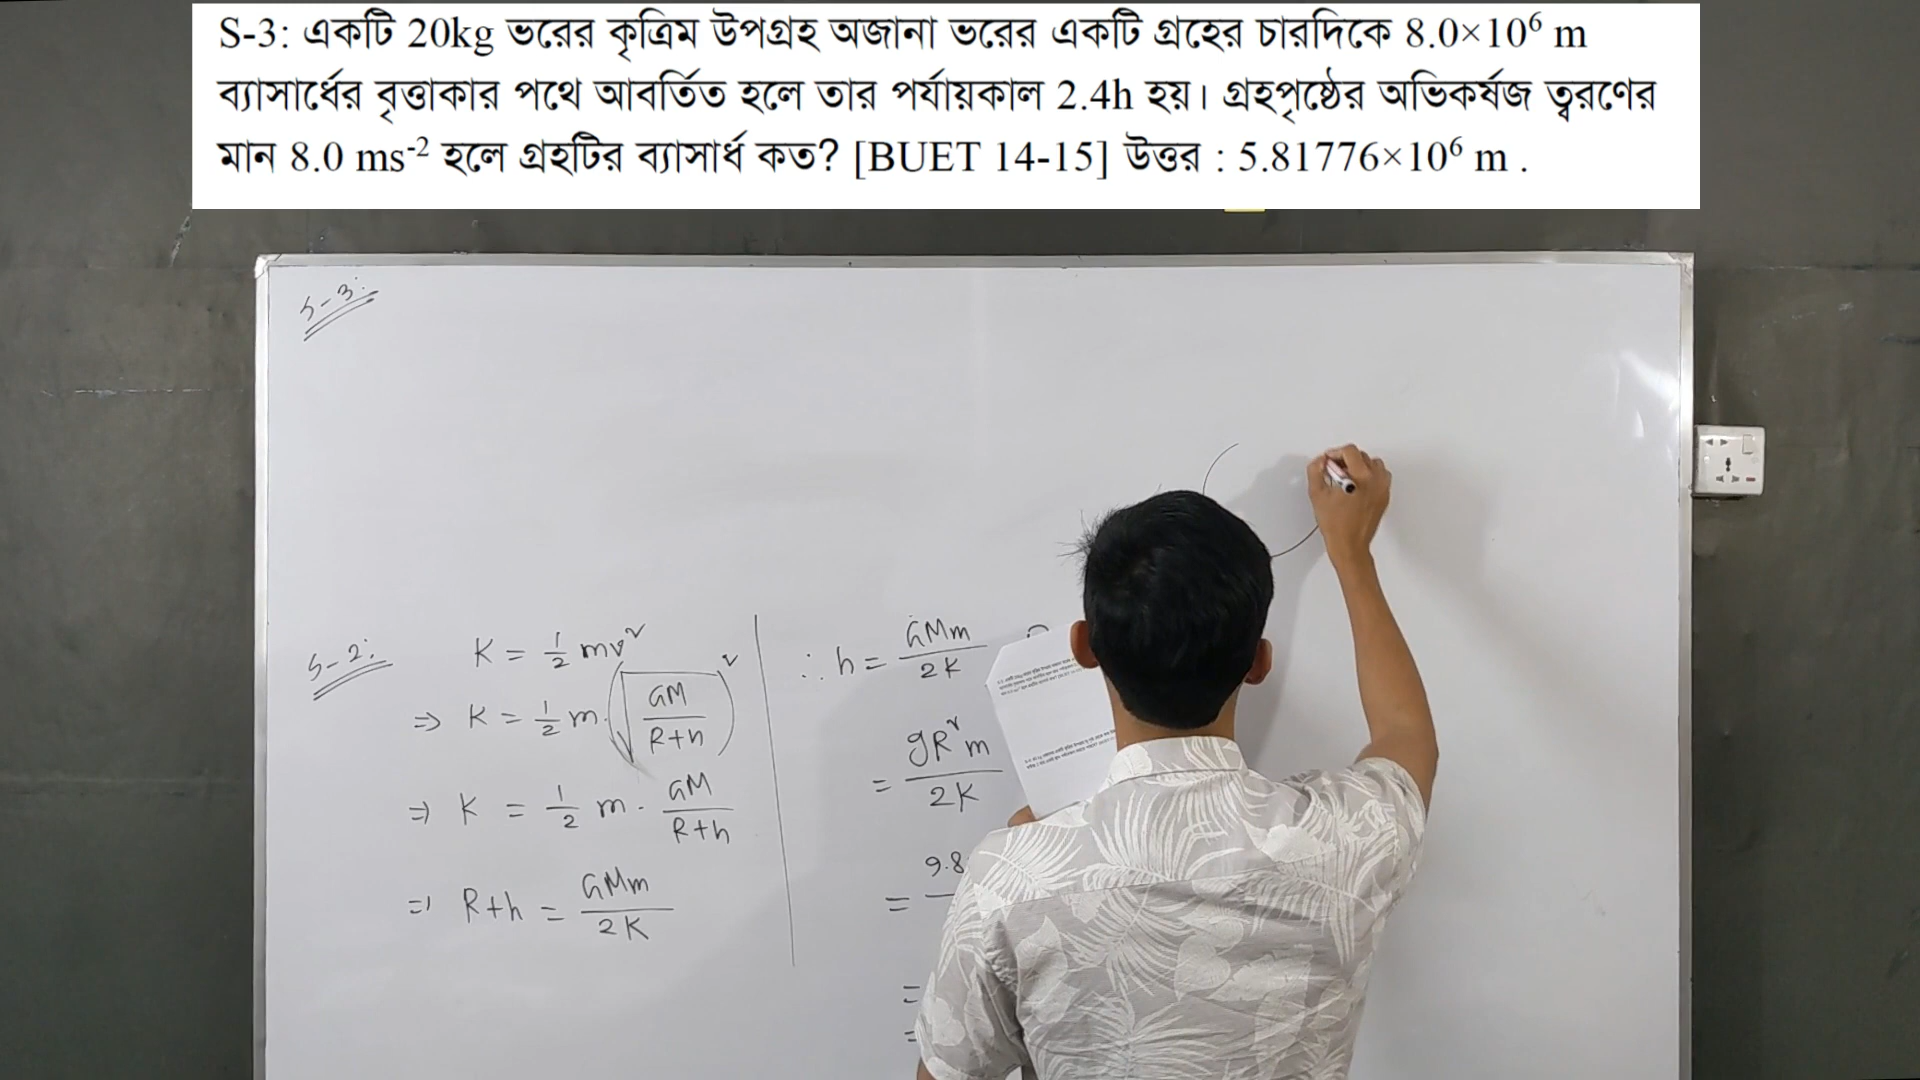 S-3: একটি 20kg ভরের কৃত্রিম উপগ্রহ অজানা ভরের একটি গ্রহের চারদিকে 8.0×10⁶ m
ব্যাসার্ধের বৃত্তাকার পথে আবর্তিত হলে তার পর্যায়কাল 2.4h হয়। গ্রহপৃষ্ঠের অভিকর্ষজ ত্বরণের
মান 8.0 ms⁻² হলে গ্রহটির ব্যাসার্ধ কত? [BUET 14-15] উত্তর : 5.81776×10⁶ m .
S-3:
S-2:
K = 1/2 mv²
⇒ K = 1/2 m. (√(GM/(R+h)))²
⇒ K = 1/2 m . GM/(R+h)
⇒ R+h = GMm/2K
∴ h = GMm/2K
= gR²m/2K
= 9.8
=
=